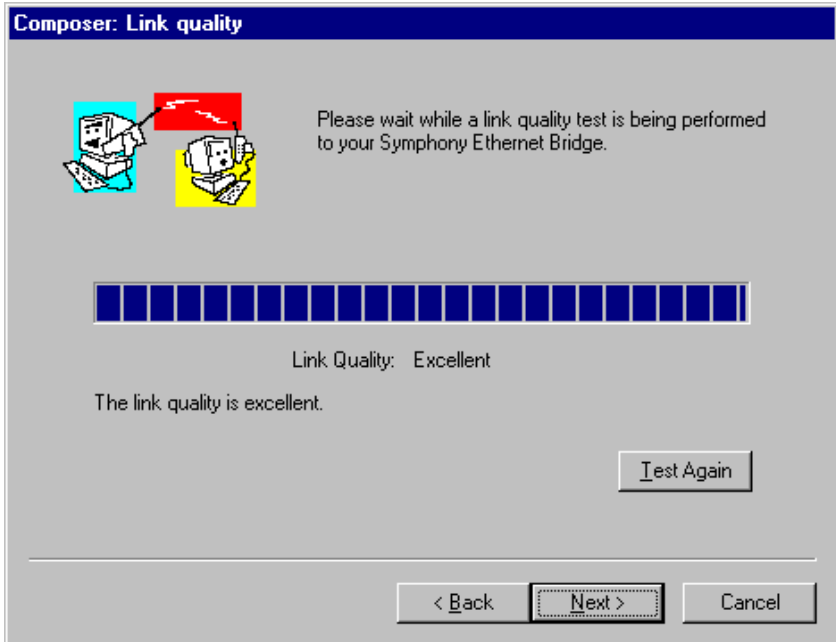 Composer: Link quality
Please wait while a link quality test is being performed
to your Symphony Ethernet Bridge.
Link Quality: Excellent
The link quality is excellent.
Test Again
< Back Next > Cancel